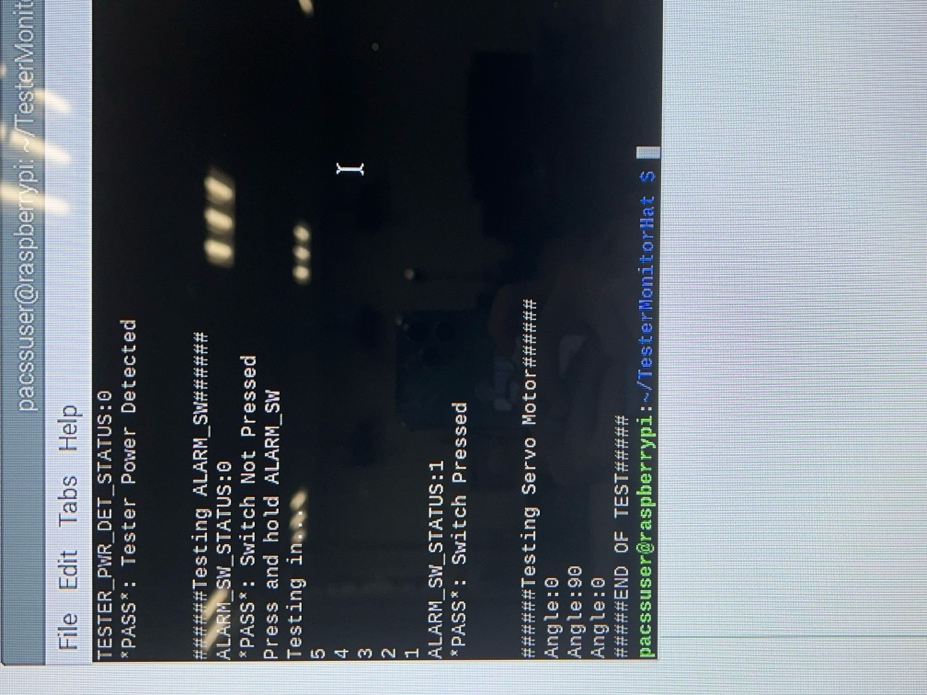 pacssuser@raspberrypi: ~/TesterMonit
File Edit Tabs Help
TESTER_PWR_DET_STATUS:0
*PASS*: Tester Power Detected
######Testing ALARM_SW#######
ALARM_SW_STATUS:0
*PASS*: Switch Not Pressed
Press and hold ALARM_SW
Testing in....
5
4
3
2
1
ALARM_SW_STATUS:1
*PASS*: Switch Pressed
######Testing Servo Motor######
Angle:0
Angle:90
Angle:0
#####END OF TEST#####
pacssuser@raspberrypi:~/TesterMonitorHat $